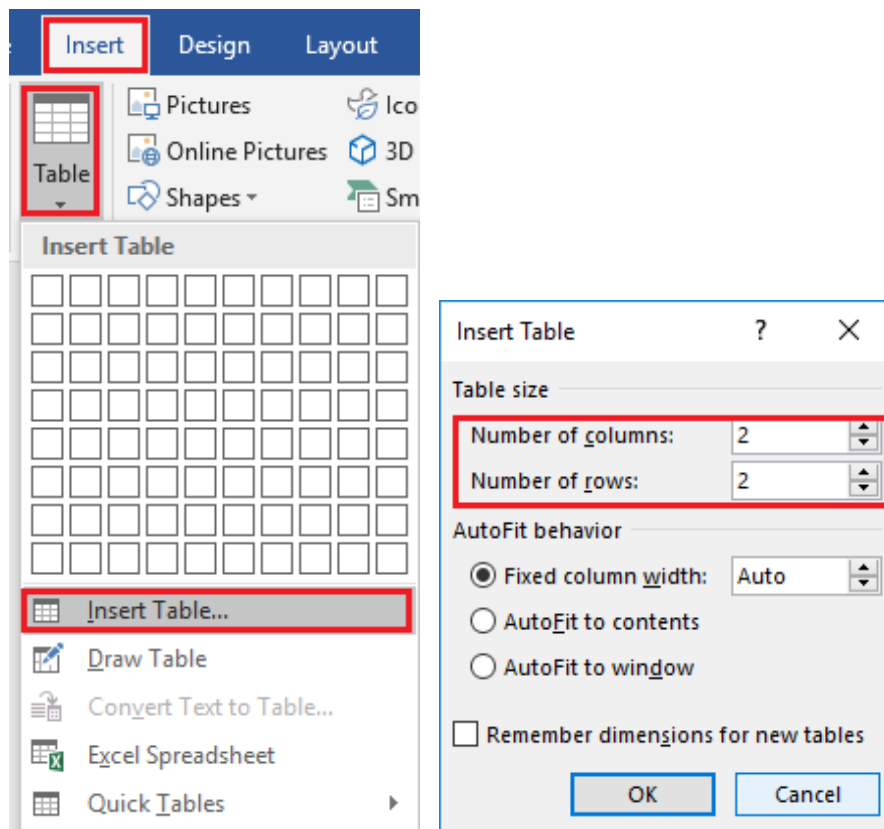 Insert Design Layout
Pictures
Online Pictures 3D
Table
Shapes
Insert Table
Insert Table...
Draw Table
Convert Text to Table...
Excel Spreadsheet
Quick Tables
Insert Table ? X
Table size
Number of columns: 2
Number of rows: 2
AutoFit behavior
Fixed column width: Auto
AutoFit to contents
AutoFit to window
Remember dimensions for new tables
OK Cancel